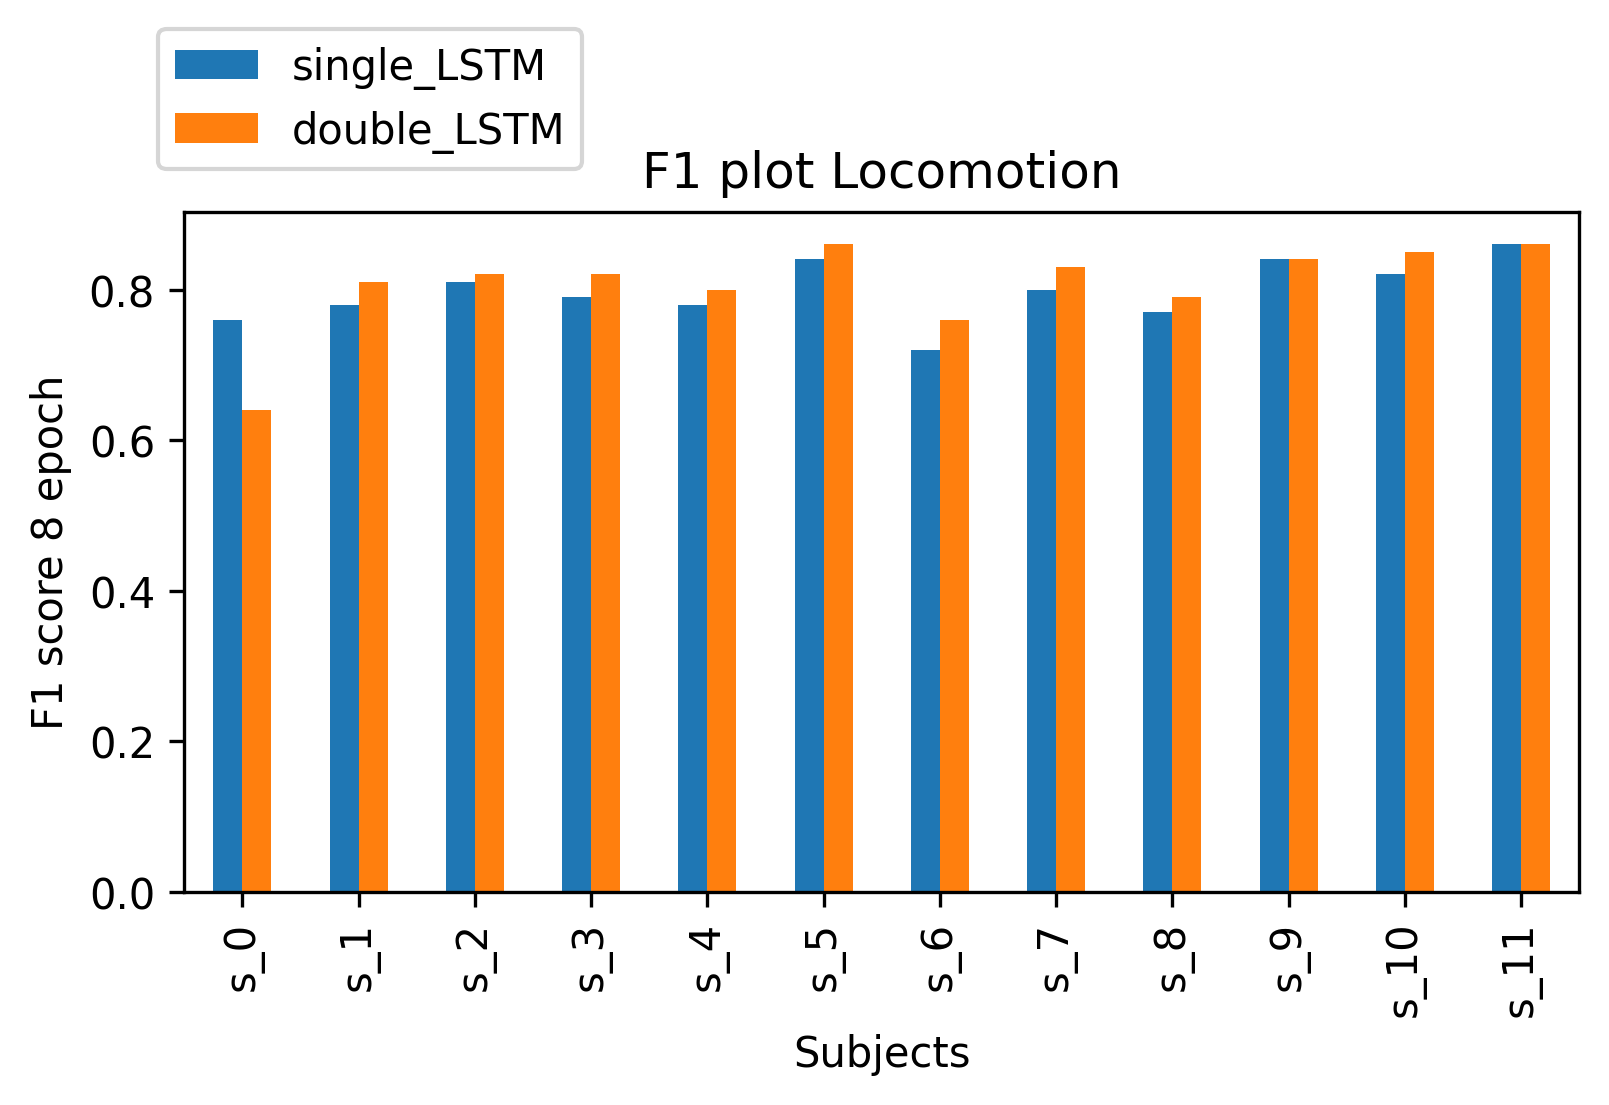 single_LSTM
double_LSTM
F1 plot Locomotion
F1 score 8 epoch
0.8
0.6
0.4
0.2
0.0
s_0
s_1
s_2
s_3
s_4
s_5
s_6
s_7
s_8
s_9
s_10
s_11
Subjects